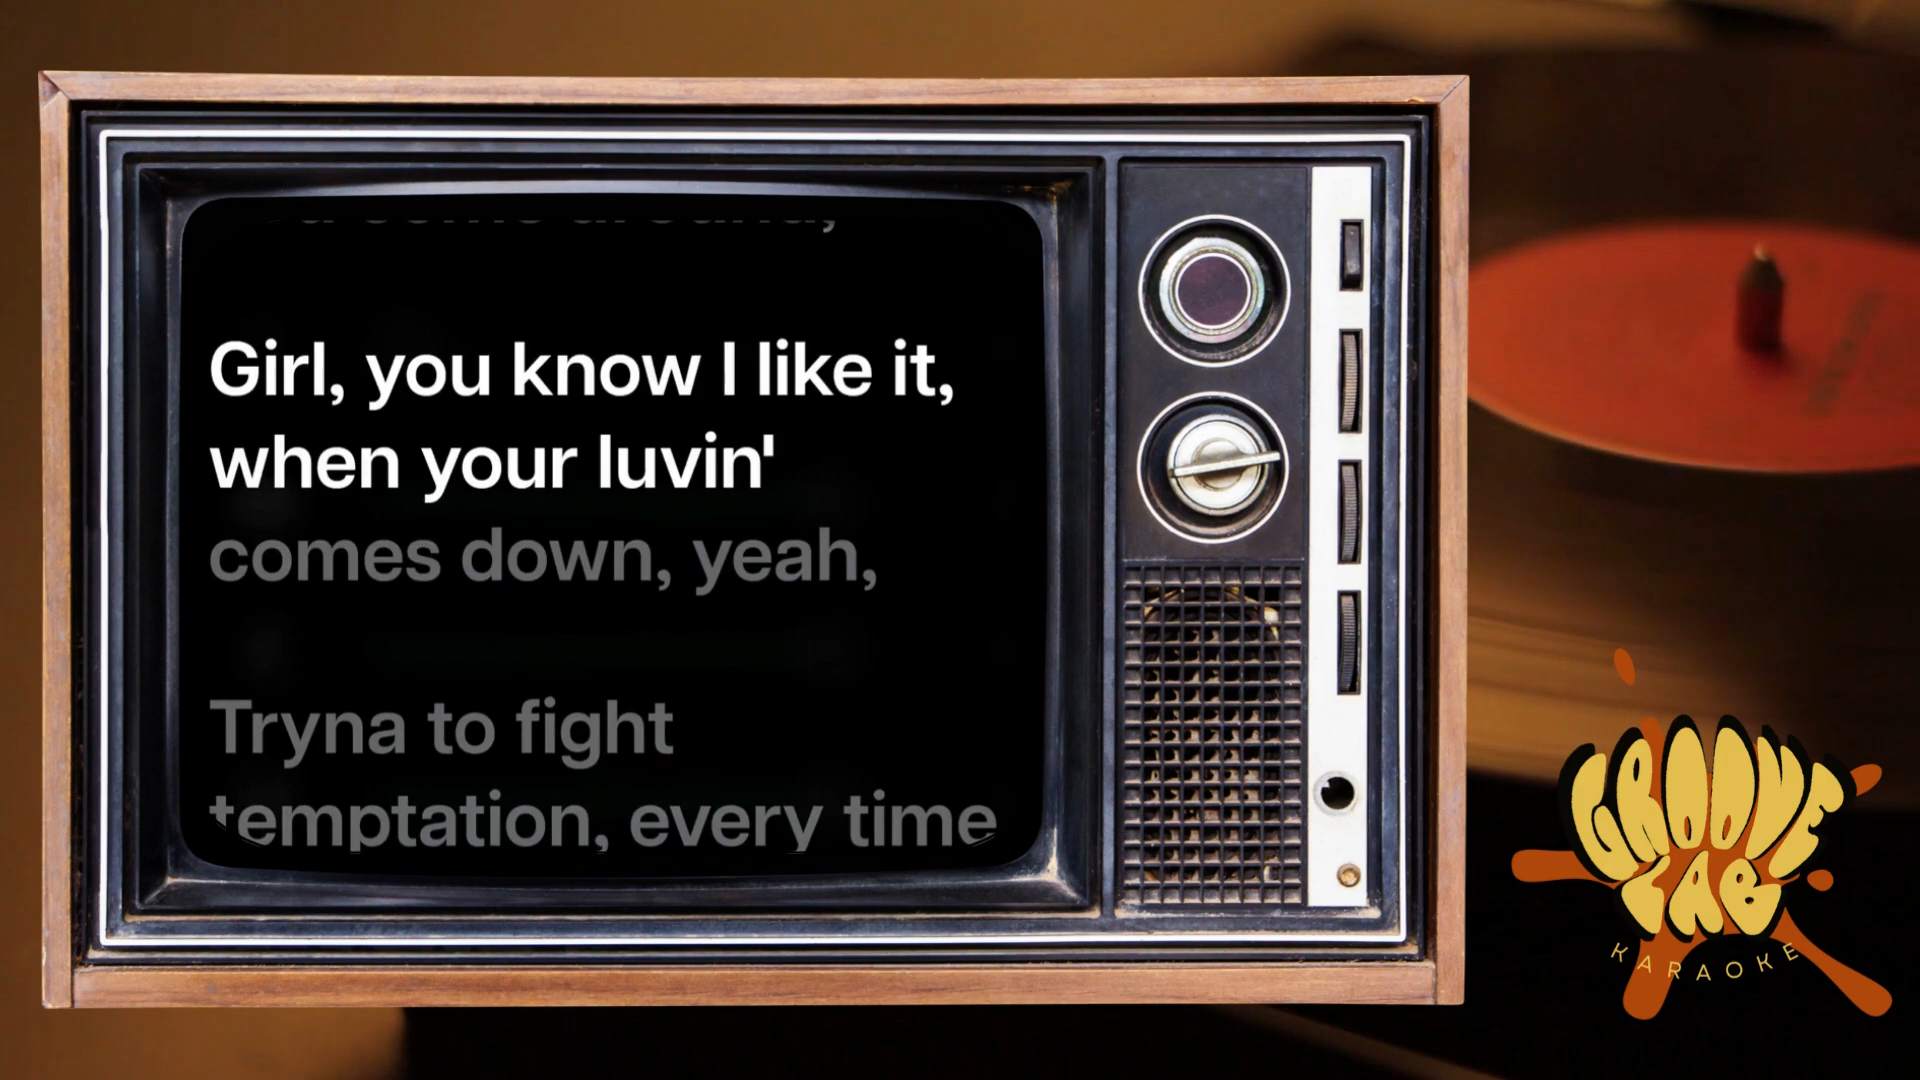 Girl, you know I like it,
when your luvin'
comes down, yeah,
Tryna to fight
temptation, every time
GROOVE
LAB
KARAOKE